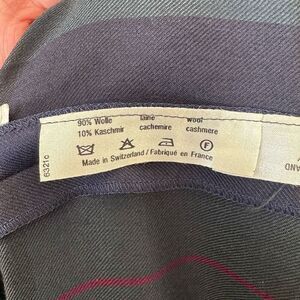 90% Wolle laine wool
10% Kaschmir cachemire cashmere
A F
Made in Switzerland / Fabriqué en France
6321c